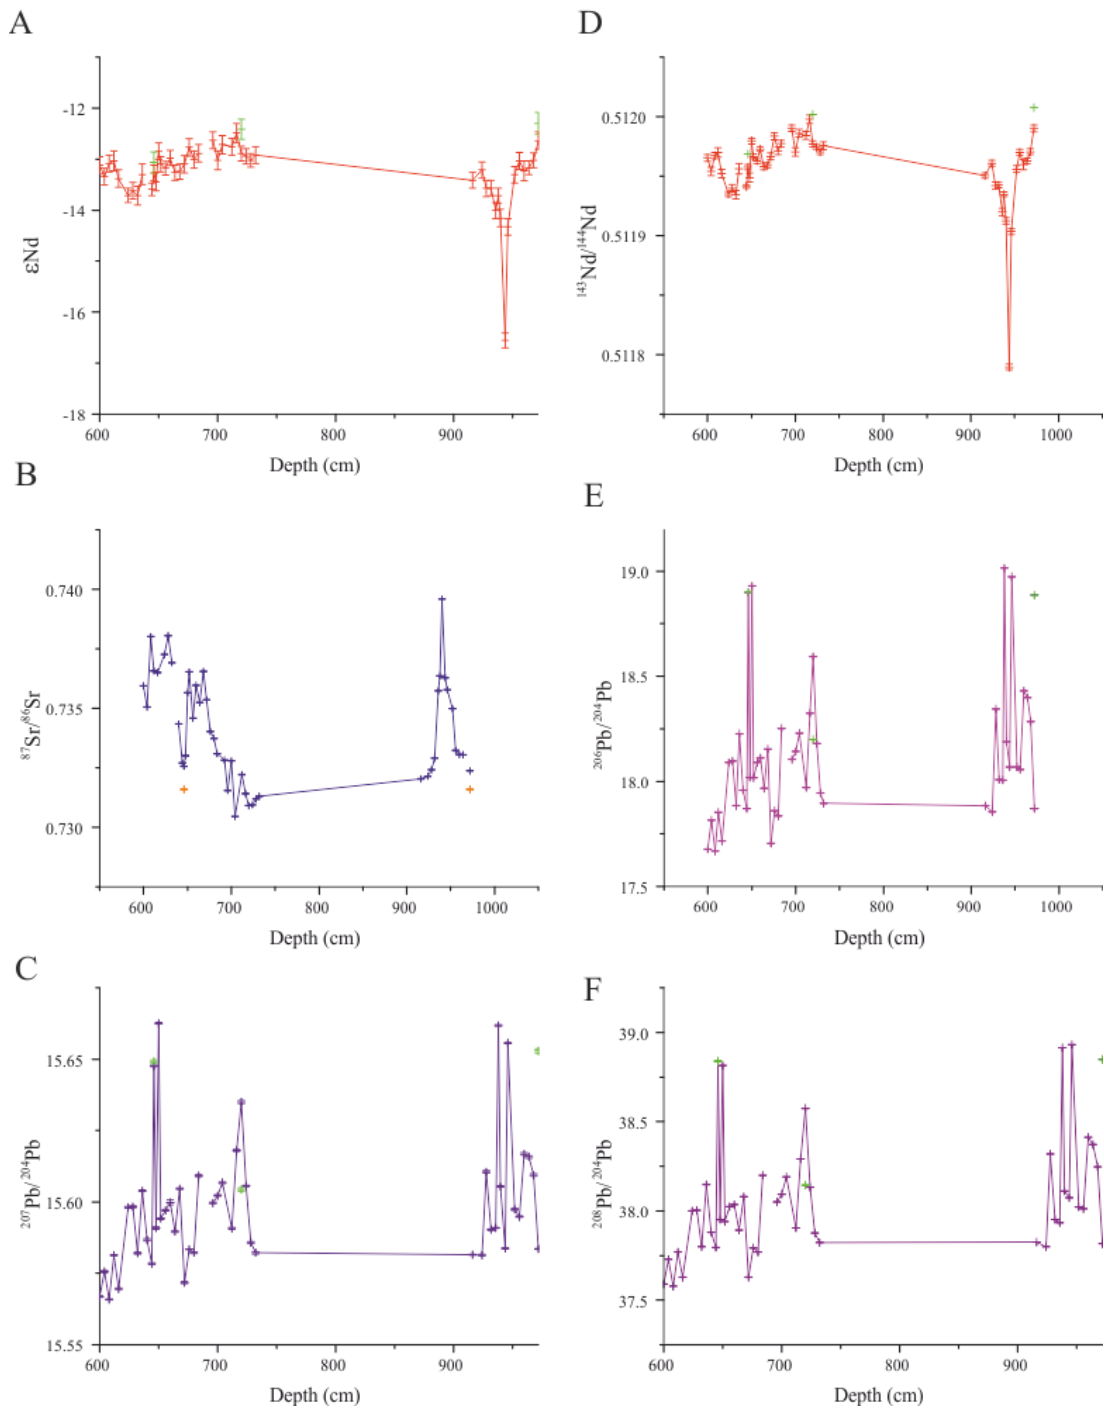 A
-12
-14
-16
-18
εNd
600
700
800
900
Depth (cm)
D
0.5120
0.5119
0.5118
¹⁴³Nd/¹⁴⁴Nd
600
700
800
900
1000
Depth (cm)
B
0.740
0.735
0.730
⁸⁷Sr/⁸⁶Sr
600
700
800
900
1000
Depth (cm)
E
19.0
18.5
18.0
17.5
²⁰⁶Pb/²⁰⁴Pb
600
700
800
900
1000
Depth (cm)
C
15.65
15.60
15.55
²⁰⁷Pb/²⁰⁴Pb
600
700
800
900
Depth (cm)
F
39.0
38.5
38.0
37.5
²⁰⁸Pb/²⁰⁴Pb
600
700
800
900
Depth (cm)